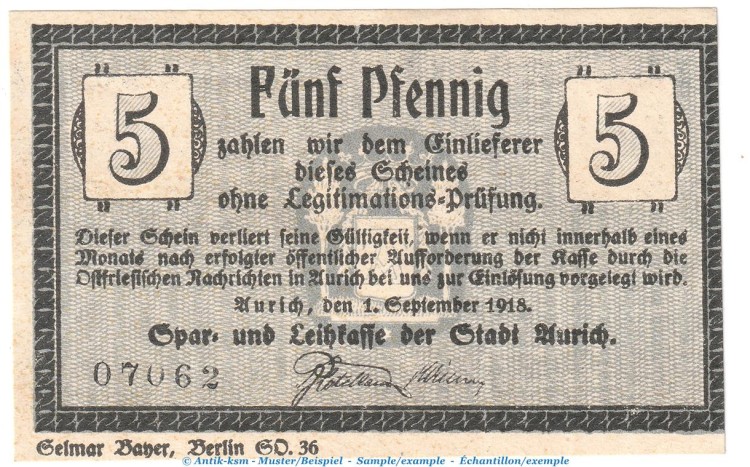 5 Fünf Pfennig 5
zahlen wir dem Einlieferer
dieses Scheines
ohne Legitimations-Prüfung.
Dieser Schein verliert seine Gültigkeit, wenn er nicht innerhalb eines
Monats nach erfolgter öffentlicher Aufforderung der Kasse durch die
Ostfriesischen Nachrichten in Aurich bei uns zur Einlösung vorgelegt wird.
Aurich, den 1. September 1918.
Spar- und Leihkasse der Stadt Aurich.
07062
Selmar Bayer, Berlin SO. 36
© Antik-ksm - Muster/Beispiel - Sample/example - Échantillon/exemple